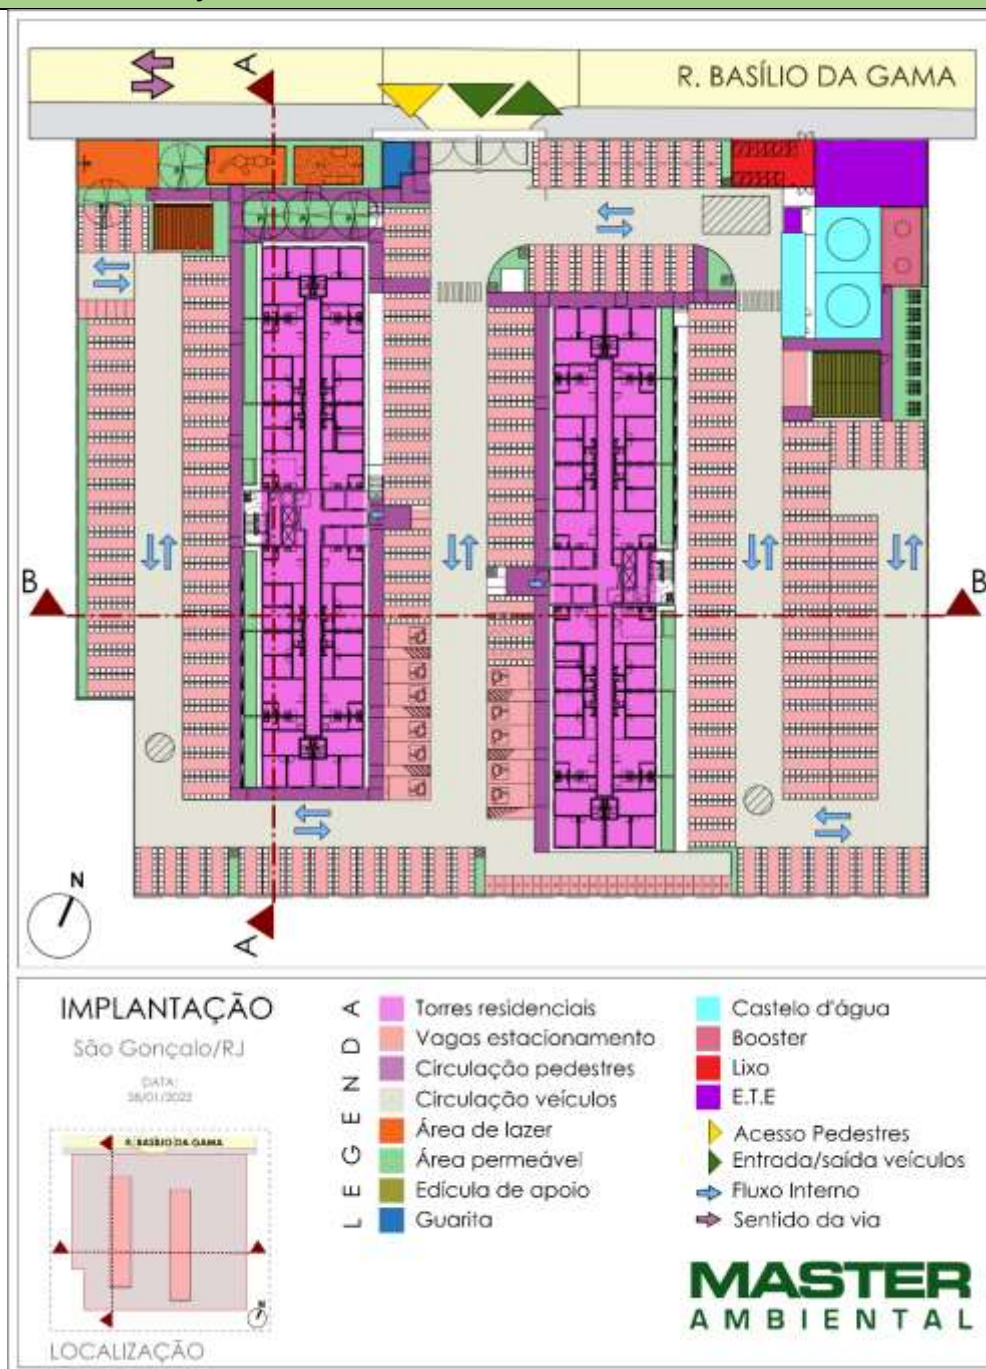 A
R. BASÍLIO DA GAMA
B
B
N
A
IMPLANTAÇÃO
São Gonçalo/RJ
DATA:
R. BASÍLIO DA GAMA
N
LOCALIZAÇÃO
LEGENDA
Torres residenciais
Vagas estacionamento
Circulação pedestres
Circulação veículos
Área de lazer
Área permeável
Edícula de apoio
Guarita
Castelo d'água
Booster
Lixo
E.T.E
Acesso Pedestres
Entrada/saída veículos
Fluxo Interno
Sentido da via
MASTER
AMBIENTAL